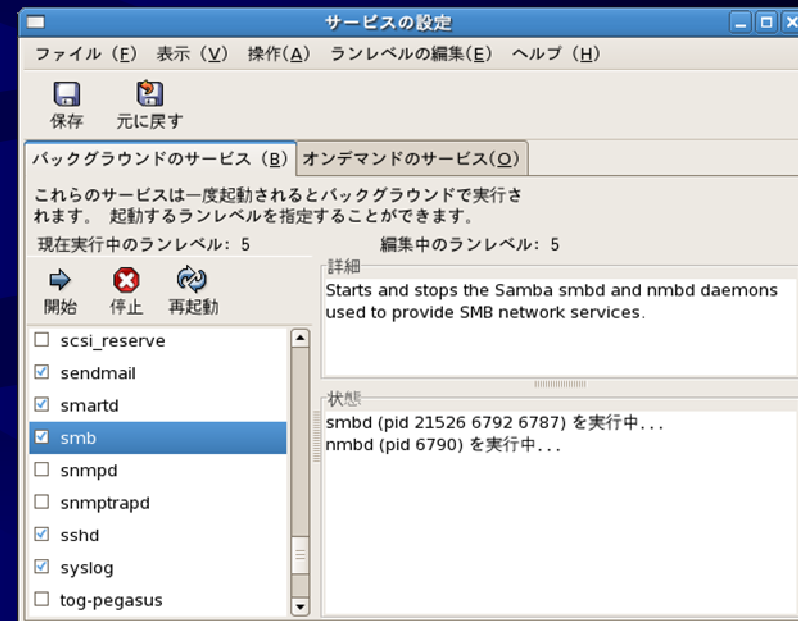 サービスの設定
ファイル (F) 表示 (V) 操作(A) ランレベルの編集(E) ヘルプ (H)
保存 元に戻す
バックグラウンドのサービス (B) オンデマンドのサービス(O)
これらのサービスは一度起動されるとバックグラウンドで実行さ
れます。 起動するランレベルを指定することができます。
現在実行中のランレベル: 5 編集中のランレベル: 5
開始 停止 再起動
scsi_reserve
sendmail
smartd
smb
snmpd
snmptrapd
sshd
syslog
tog-pegasus
詳細
Starts and stops the Samba smbd and nmbd daemons
used to provide SMB network services.
状態
smbd (pid 21526 6792 6787) を実行中...
nmbd (pid 6790) を実行中...